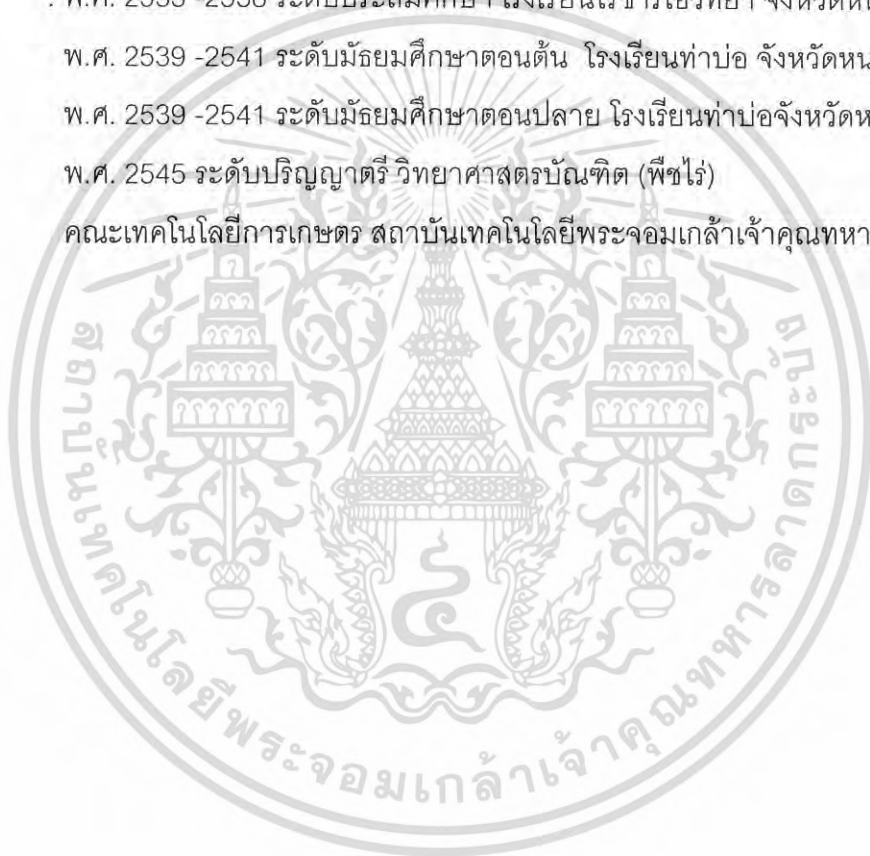 พ.ศ. 2539 -2541 ระดับมัธยมศึกษาตอนต้น โรงเรียนท่าบ่อ จังหวัดหน
พ.ศ. 2539 -2541 ระดับมัธยมศึกษาตอนปลาย โรงเรียนท่าบ่อจังหวัดห
พ.ศ. 2545 ระดับปริญญาตรี วิทยาศาสตรบัณฑิต (พืชไร่)
คณะเทคโนโลยีการเกษตร สถาบันเทคโนโลยีพระจอมเกล้าเจ้าคุณทหา
สถาบันเทคโนโลยีพระจอมเกล้าเจ้าคุณทหารลาดกระบัง